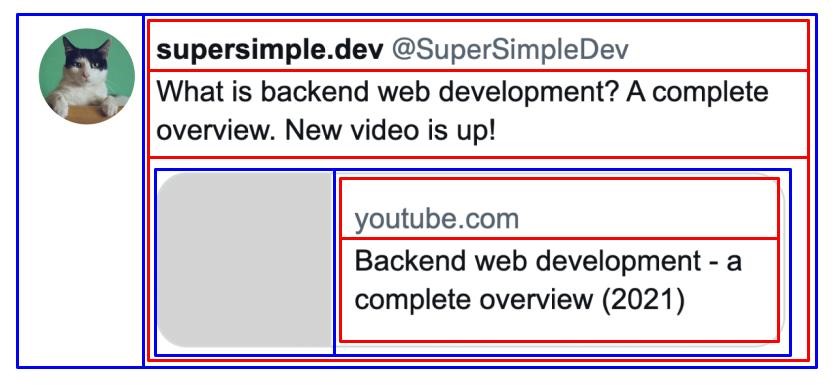 supersimple.dev @SuperSimpleDev
What is backend web development? A complete
overview. New video is up!
youtube.com
Backend web development - a
complete overview (2021)